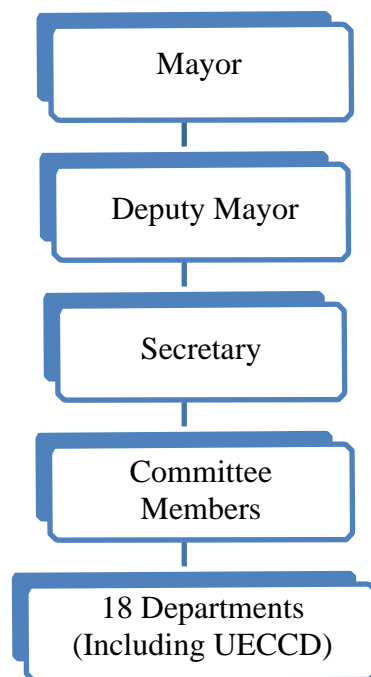 Mayor
Deputy Mayor
Secretary
Committee
Members
18 Departments
(Including UECCD)